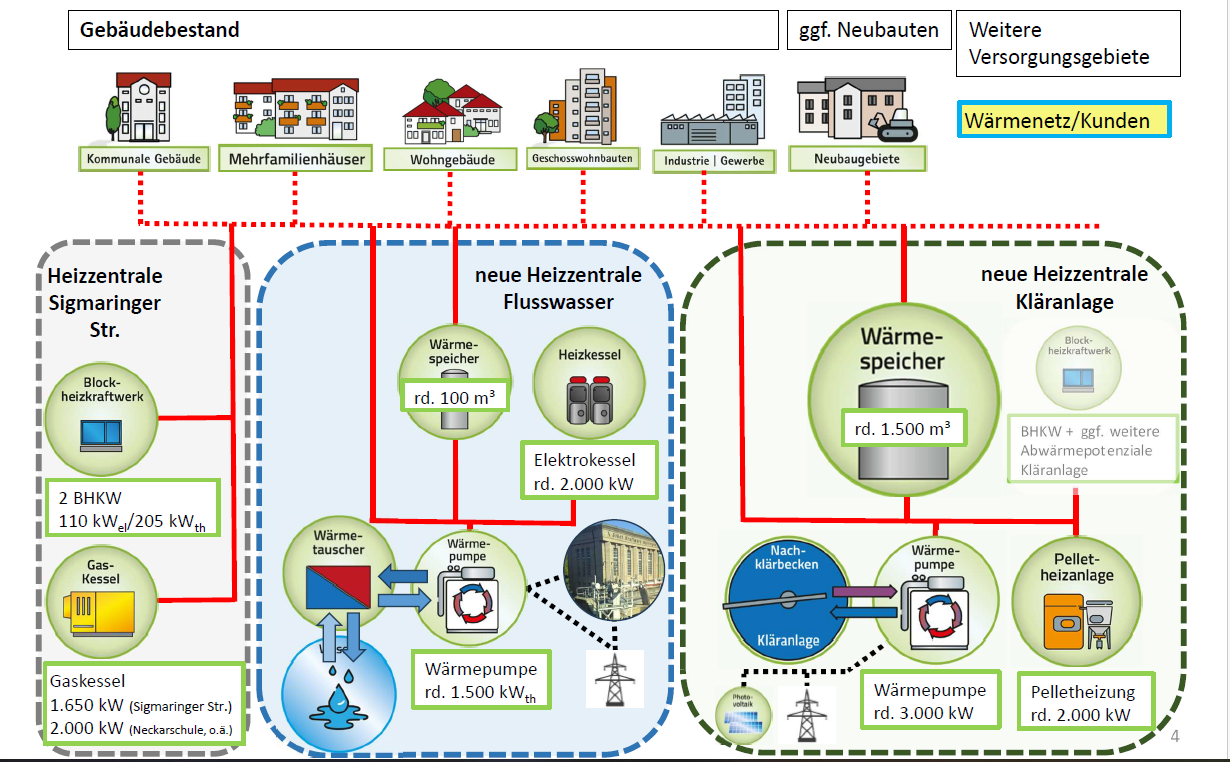 Gebäudebestand
ggf. Neubauten
Weitere
Versorgungsgebiete
Wärmenetz/Kunden
Kommunale Gebäude
Mehrfamilienhäuser
Wohngebäude
Geschosswohnbauten
Industrie | Gewerbe
Neubaugebiete
Heizzentrale
Sigmaringer
Str.
Block-
heizkraftwerk
2 BHKW
110 kWel/205 kWth
Gas-
Kessel
Gaskessel
1.650 kW (Sigmaringer Str.)
2.000 kW (Neckarschule, o.ä.)
neue Heizzentrale
Flusswasser
Wärme-
speicher
rd. 100 m³
Heizkessel
Elektrokessel
rd. 2.000 kW
Wärme-
tauscher
Wärme-
pumpe
Wärmepumpe
rd. 1.500 kWth
neue Heizzentrale
Kläranlage
Wärme-
speicher
rd. 1.500 m³
Block-
heizkraftwerk
BHKW + ggf. weitere
Abwärmepotenziale
Kläranlage
Nach-
klärbecken
Kläranlage
Wärme-
pumpe
Pellet-
heizanlage
Photo-
voltaik
Wärmepumpe
rd. 3.000 kW
Pelletheizung
rd. 2.000 kW
4